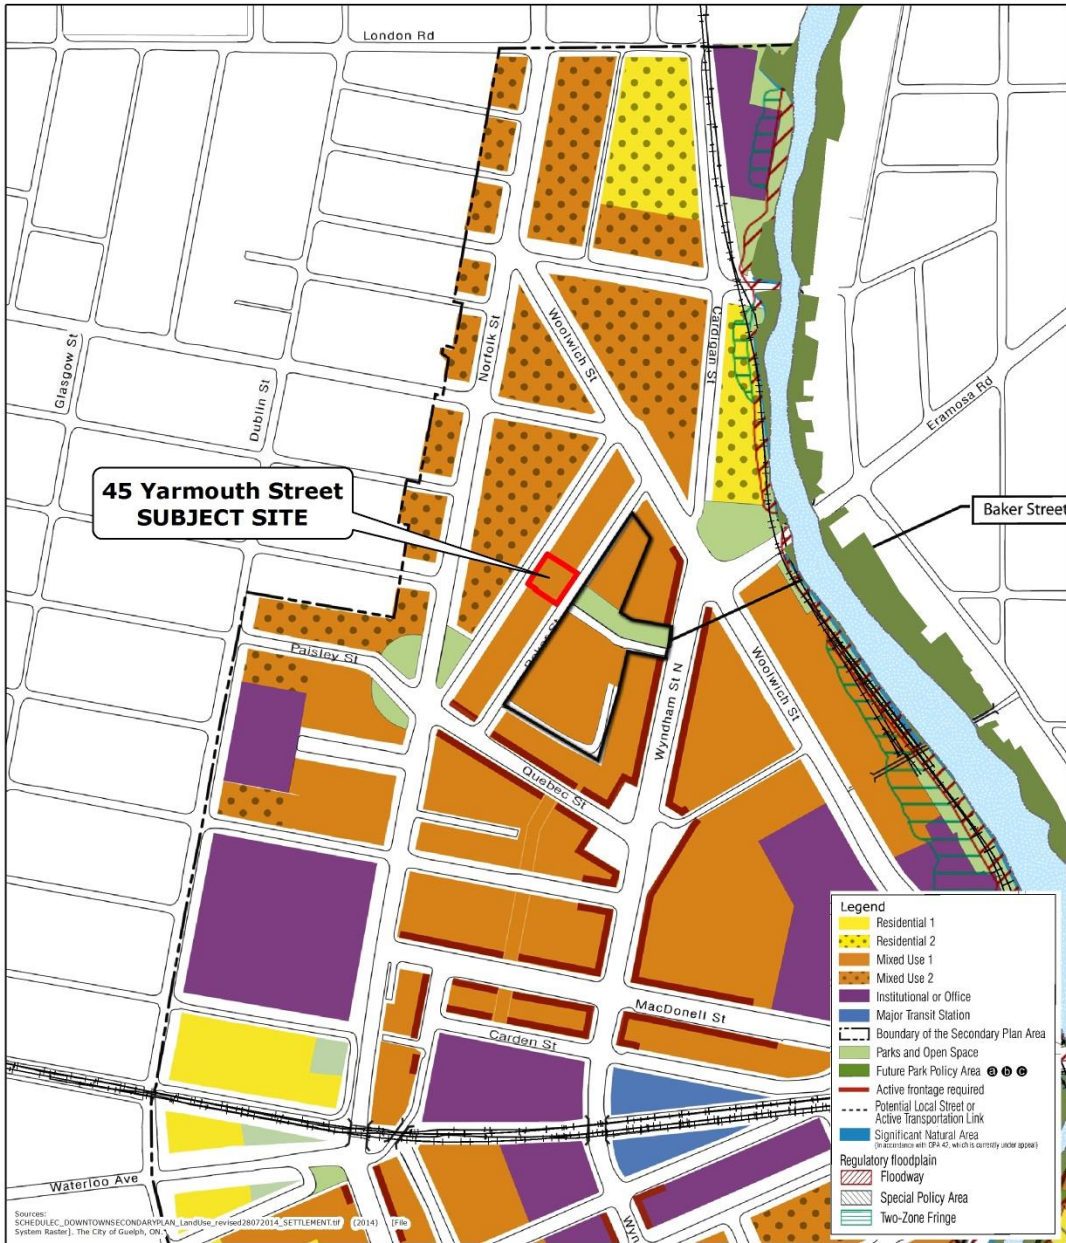 London Rd
Woolwich St
Norfolk St
Cardigan St
Glasgow St
Dublin St
Eramosa Rd
45 Yarmouth Street
SUBJECT SITE
Baker Street
Paisley St
Wyndham St N
Woolwich St
Quebec St
MacDonell St
Carden St
Waterloo Ave
Legend
Residential 1
Residential 2
Mixed Use 1
Mixed Use 2
Institutional or Office
Major Transit Station
Boundary of the Secondary Plan Area
Parks and Open Space
Future Park Policy Area a b c
Active frontage required
Potential Local Street or
Active Transportation Link
Significant Natural Area
(In accordance with OPA 42, which is currently under appeal)
Regulatory floodplain
Floodway
Special Policy Area
Two-Zone Fringe
Sources:
SCHEDULEC_DOWNTOWNSECONDARYPLAN_LandUse_revised28072014_SETTLEMENT.tif (2014) [File
System Raster]. The City of Guelph, ON.